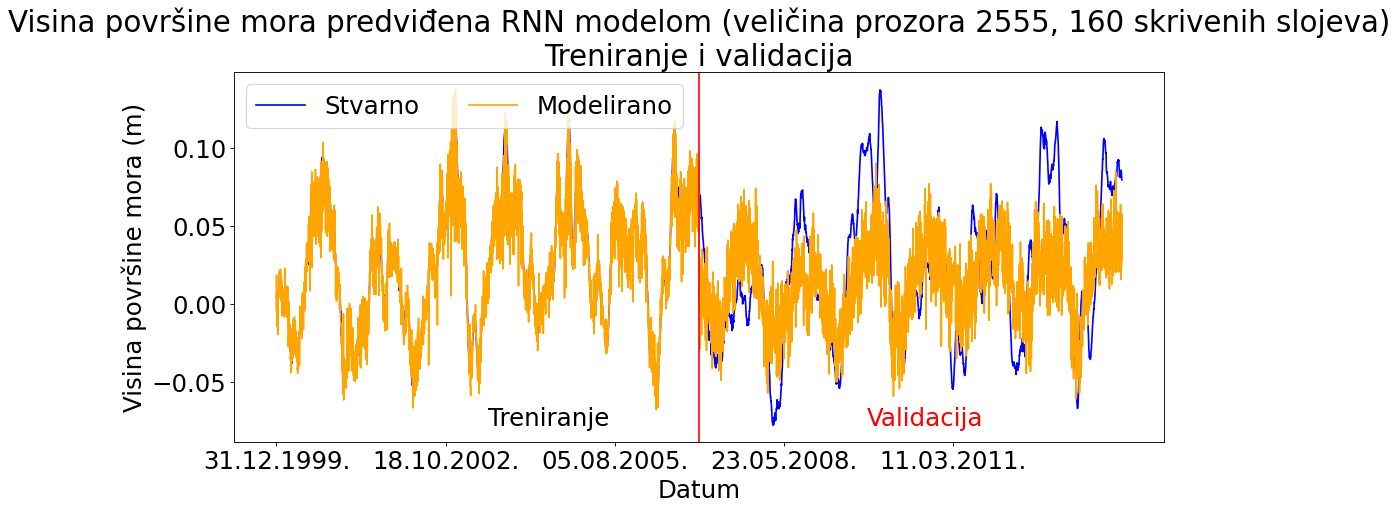 Visina površine mora predviđena RNN modelom (veličina prozora 2555, 160 skrivenih slojeva)
Treniranje i validacija
Stvarno
Modelirano
Visina površine mora (m)
0.10
0.05
0.00
−0.05
Treniranje
Validacija
31.12.1999.
18.10.2002.
05.08.2005.
23.05.2008.
11.03.2011.
Datum